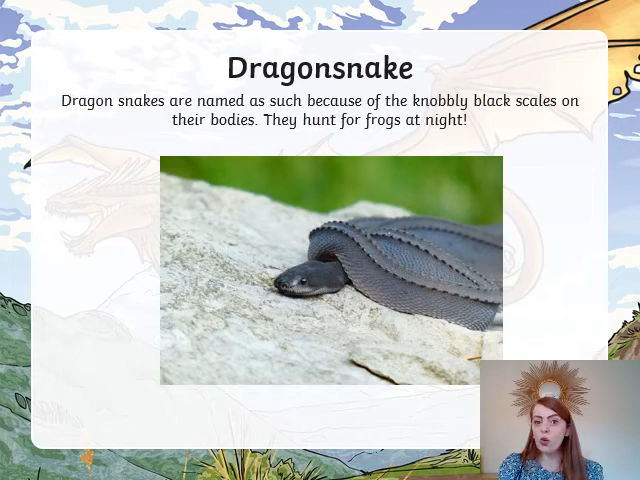 Dragonsnake
Dragon snakes are named as such because of the knobbly black scales on
their bodies. They hunt for frogs at night!